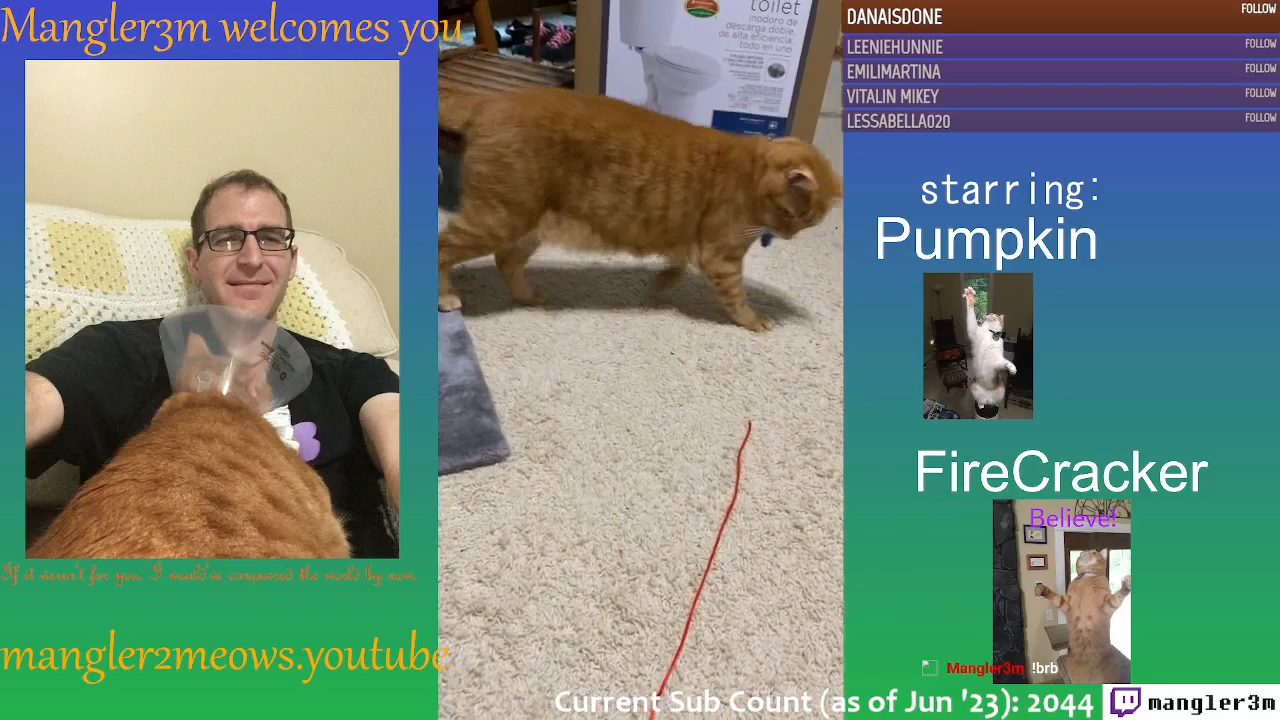 Mangler3m welcomes you
If it weren't for you, I would've conquered the world by now.
mangler2meows.youtube
toilet
inodoro de
descarga doble,
de alta eficiencia,
todo en uno
DANAISDONE FOLLOW
LEENIEHUNNIE FOLLOW
EMILIMARTINA FOLLOW
VITALIN MIKEY FOLLOW
LESSABELLA020 FOLLOW
starring:
Pumpkin
FireCracker
Believe!
Mangler3m !brb
Current Sub Count (as of Jun '23): 2044 mangler3m